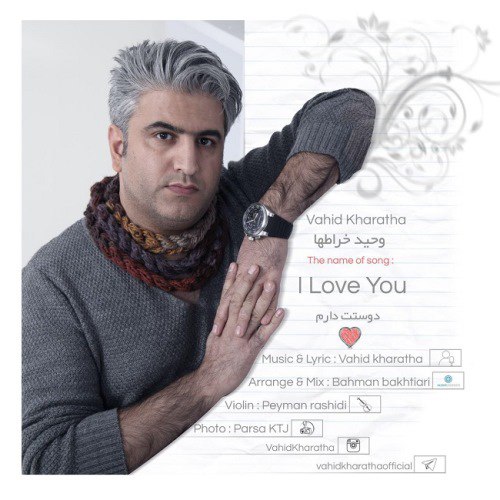 Vahid Kharatha
وحید خراطها
The name of song :
I Love You
دوستت دارم
Music & Lyric : Vahid kharatha
Arrange & Mix : Bahman bakhtiari
Violin : Peyman rashidi
Photo : Parsa KTJ
VahidKharatha
vahidkharathaofficial